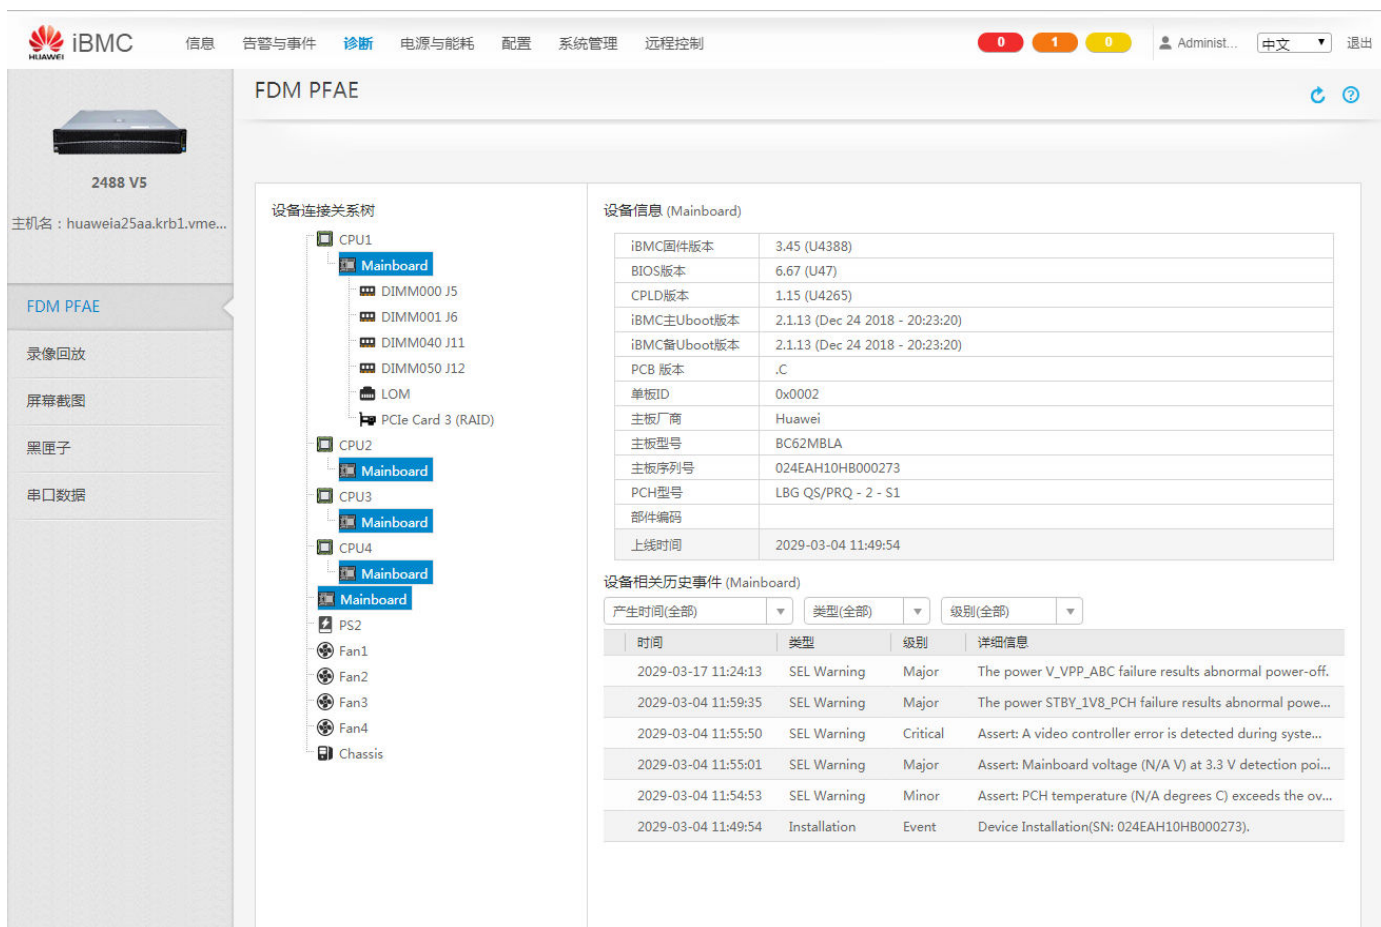 HUAWEI
iBMC 信息 告警与事件 诊断 电源与能耗 配置 系统管理 远程控制 0 1 0 Administ... 中文 退出
FDM PFAE
2488 V5
主机名：huaweia25aa.krb1.vme...
FDM PFAE
录像回放
屏幕截图
黑匣子
串口数据
设备连接关系树
CPU1
Mainboard
DIMM000 J5
DIMM001 J6
DIMM040 J11
DIMM050 J12
LOM
PCIe Card 3 (RAID)
CPU2
Mainboard
CPU3
Mainboard
CPU4
Mainboard
Mainboard
PS2
Fan1
Fan2
Fan3
Fan4
Chassis
设备信息 (Mainboard)
iBMC固件版本 3.45 (U4388)
BIOS版本 6.67 (U47)
CPLD版本 1.15 (U4265)
iBMC主Uboot版本 2.1.13 (Dec 24 2018 - 20:23:20)
iBMC备Uboot版本 2.1.13 (Dec 24 2018 - 20:23:20)
PCB 版本 .C
单板ID 0x0002
主板厂商 Huawei
主板型号 BC62MBLA
主板序列号 024EAH10HB000273
PCH型号 LBG QS/PRQ - 2 - S1
部件编码
上线时间 2029-03-04 11:49:54
设备相关历史事件 (Mainboard)
产生时间(全部) 类型(全部) 级别(全部)
时间 类型 级别 详细信息
2029-03-17 11:24:13 SEL Warning Major The power V_VPP_ABC failure results abnormal power-off.
2029-03-04 11:59:35 SEL Warning Major The power STBY_1V8_PCH failure results abnormal powe...
2029-03-04 11:55:50 SEL Warning Critical Assert: A video controller error is detected during syste...
2029-03-04 11:55:01 SEL Warning Major Assert: Mainboard voltage (N/A V) at 3.3 V detection poi...
2029-03-04 11:54:53 SEL Warning Minor Assert: PCH temperature (N/A degrees C) exceeds the ov...
2029-03-04 11:49:54 Installation Event Device Installation(SN: 024EAH10HB000273).